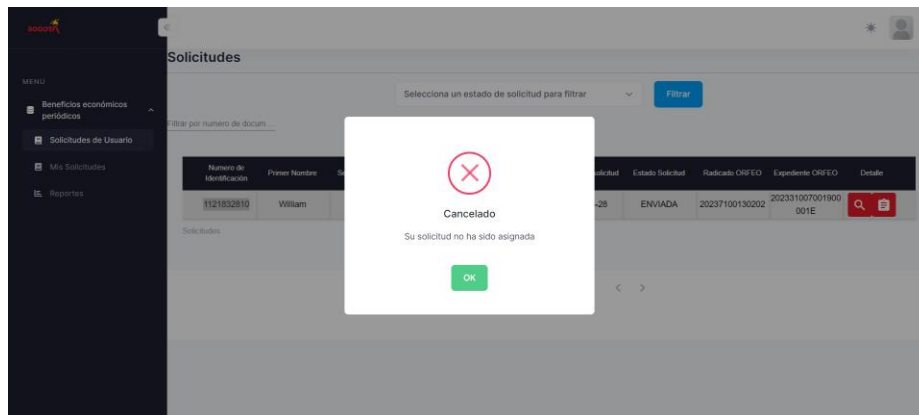 BOGOTÁ
Solicitudes
MENU
Beneficios económicos
periódicos
Solicitudes de Usuario
Mis Solicitudes
Reportes
Selecciona un estado de solicitud para filtrar
Filtrar
Filtrar por numero de docum...
Numero de
Identificación
Primer Nombre
Estado Solicitud
Radicado ORFEO
Expediente ORFEO
Detalle
1121832810
William
-28
ENVIADA
20237100130202
202331007001900
001E
Solicitudes
Cancelado
Su solicitud no ha sido asignada
OK